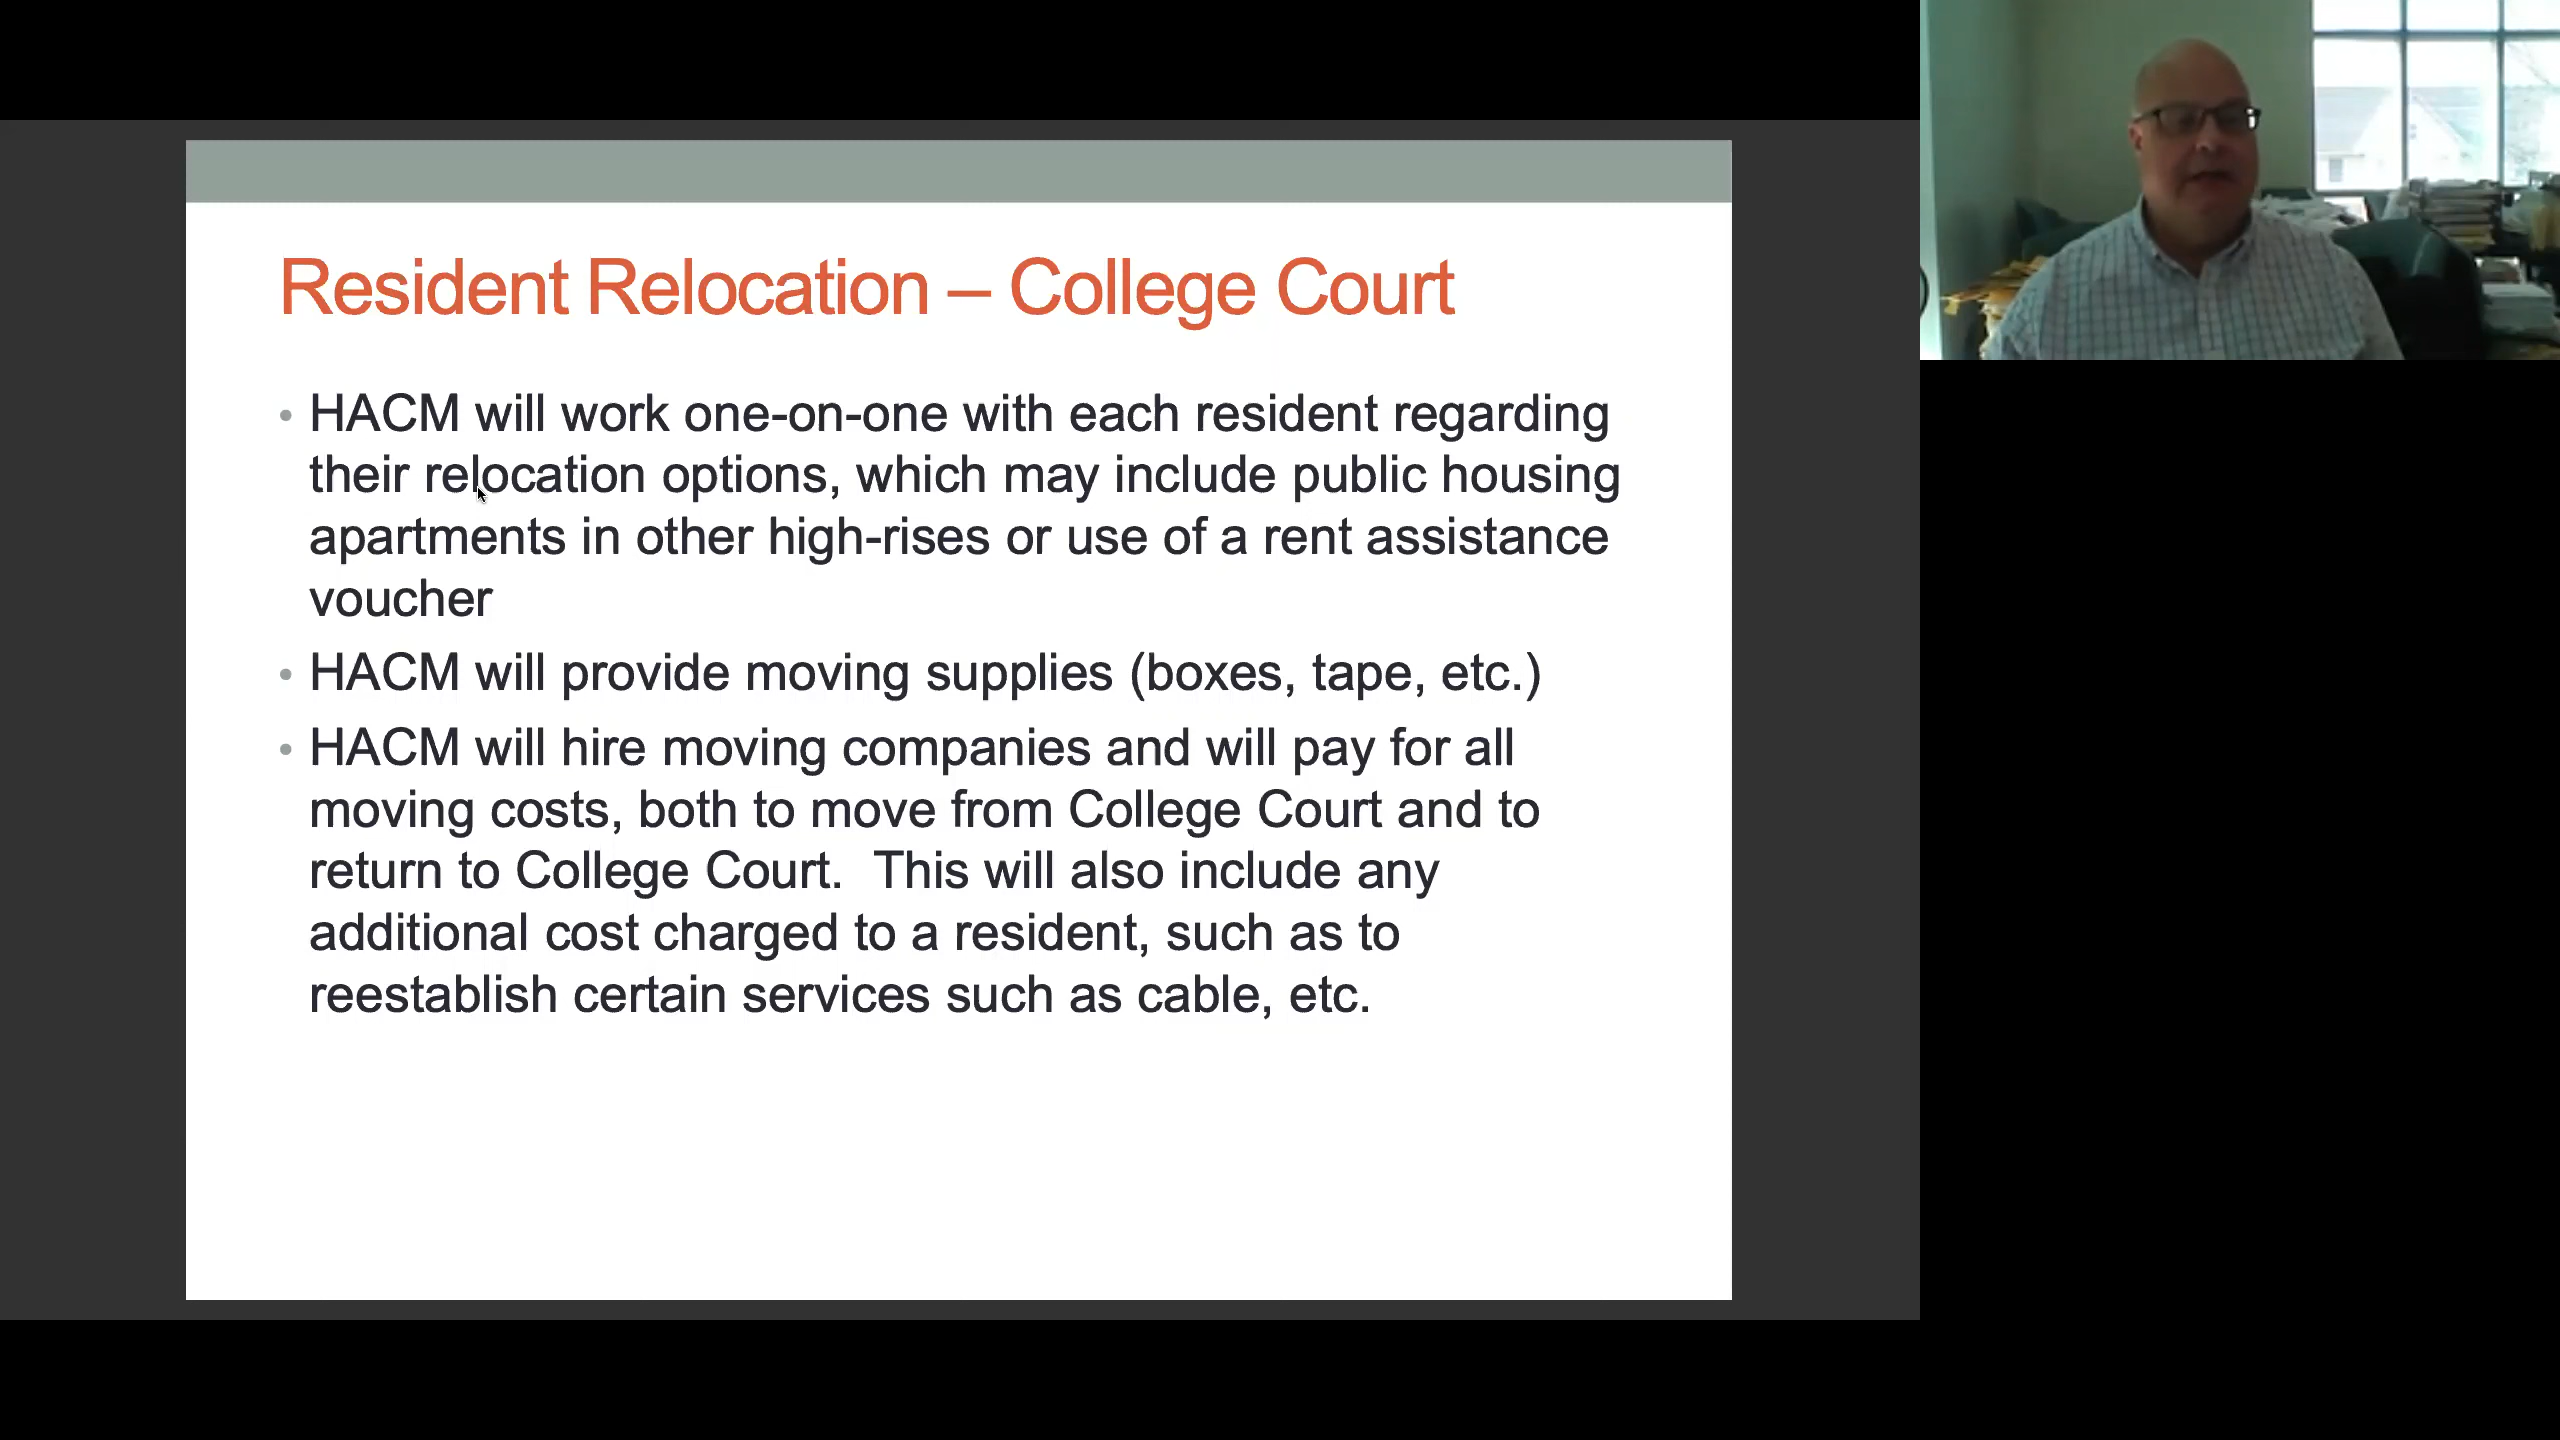 Resident Relocation – College Court
• HACM will work one-on-one with each resident regarding
their relocation options, which may include public housing
apartments in other high-rises or use of a rent assistance
voucher
• HACM will provide moving supplies (boxes, tape, etc.)
• HACM will hire moving companies and will pay for all
moving costs, both to move from College Court and to
return to College Court.  This will also include any
additional cost charged to a resident, such as to
reestablish certain services such as cable, etc.